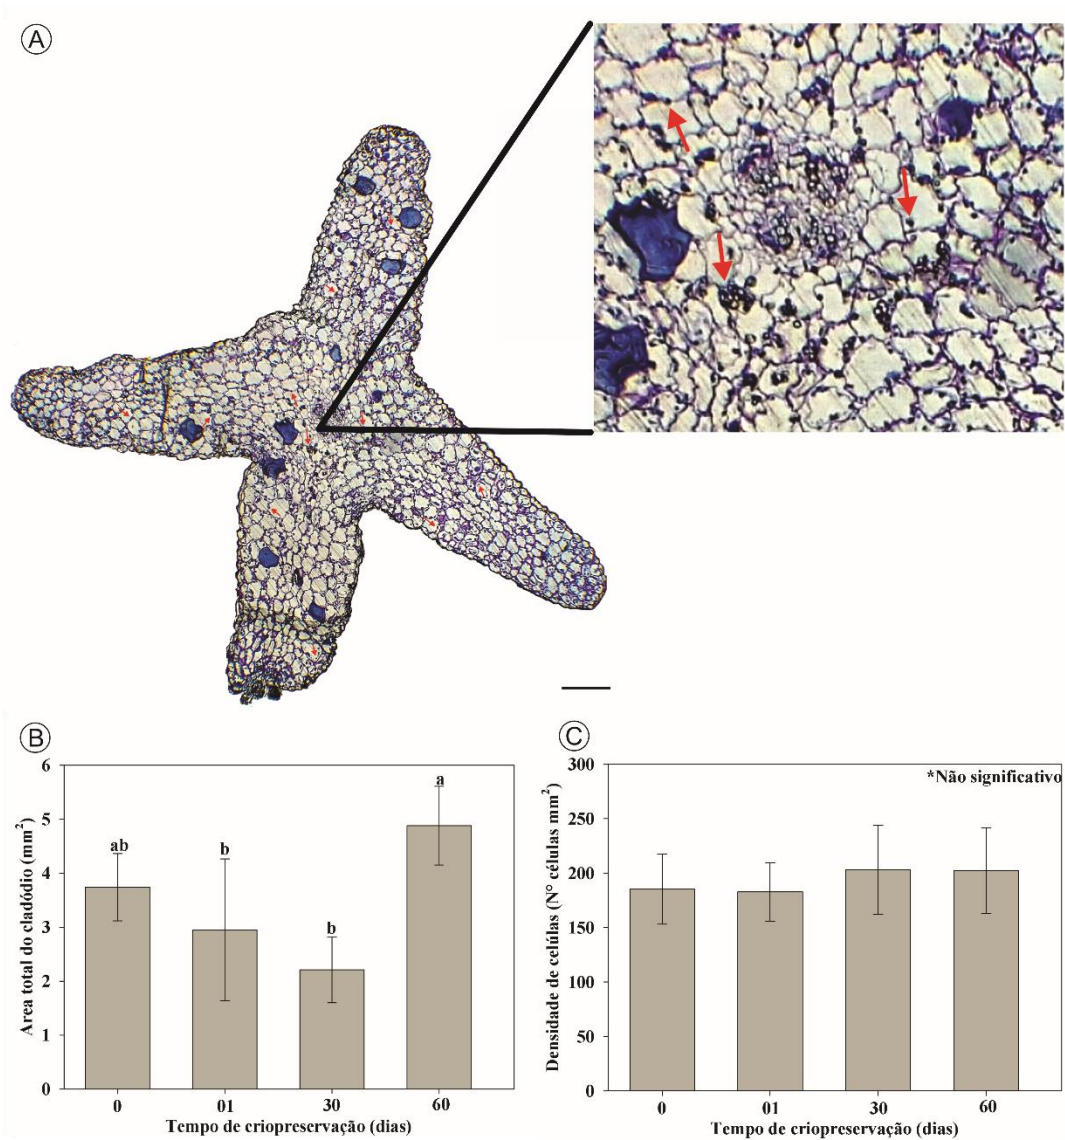 A
B
Area total do cladódio (mm²)
6
5
4
3
2
1
0
ab
b
b
a
0 01 30 60
Tempo de criopreservação (dias)
C
Densidade de celúlas (N° células mm²)
300
250
200
150
100
50
0
*Não significativo
0 01 30 60
Tempo de criopreservação (dias)